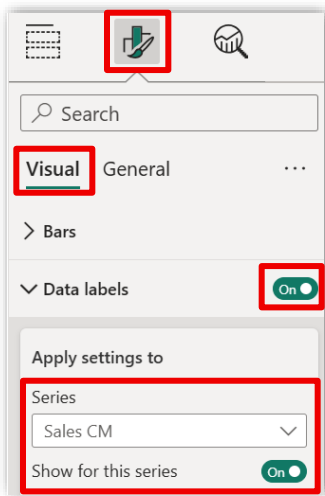 Search
Visual General ...
Bars
Data labels On
Apply settings to
Series
Sales CM
Show for this series On